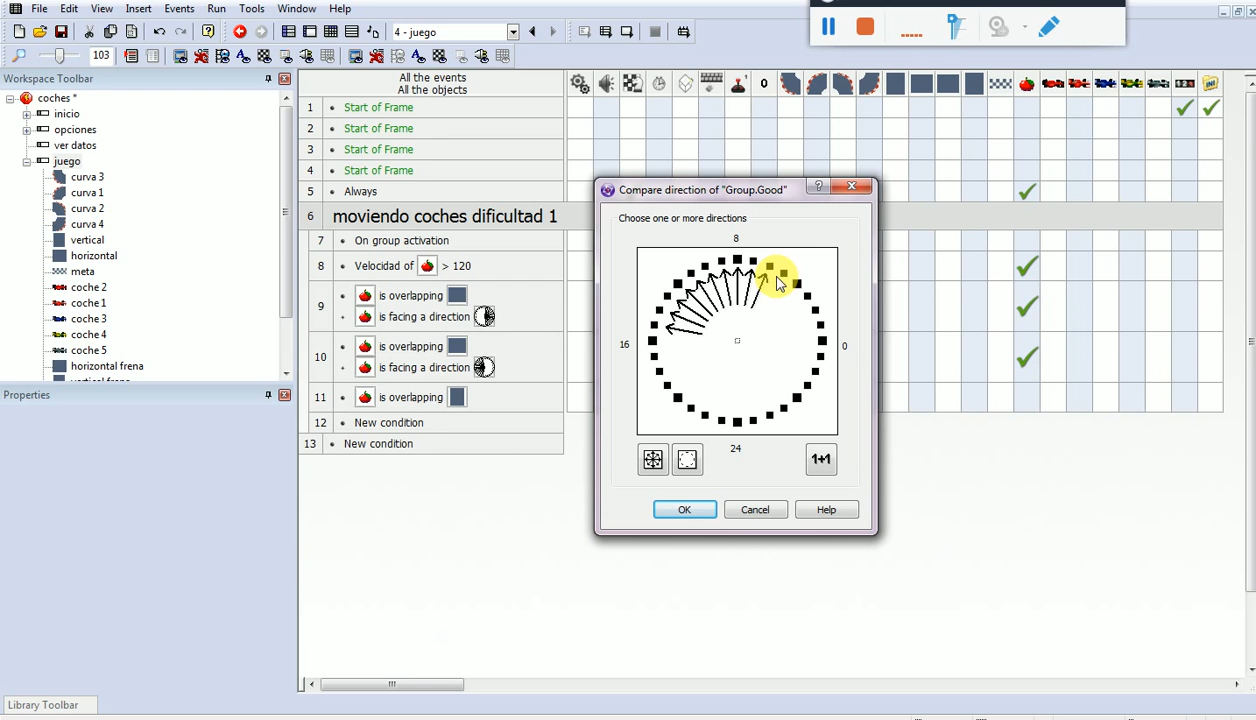 File Edit View Insert Events Run Tools Window Help
4 - juego
103
Workspace Toolbar
coches *
inicio
opciones
ver datos
juego
curva 3
curva 1
curva 2
curva 4
vertical
horizontal
meta
coche 2
coche 1
coche 3
coche 4
coche 5
horizontal frena
Properties
Library Toolbar
All the events
All the objects
1 • Start of Frame
2 • Start of Frame
3 • Start of Frame
4 • Start of Frame
5 • Always
6 moviendo coches dificultad 1
7 • On group activation
8 • Velocidad of > 120
9 • is overlapping
• is facing a direction
10 • is overlapping
• is facing a direction
11 • is overlapping
12 • New condition
13 • New condition
Compare direction of "Group.Good"
Choose one or more directions
8
16
0
24
1+1
OK Cancel Help